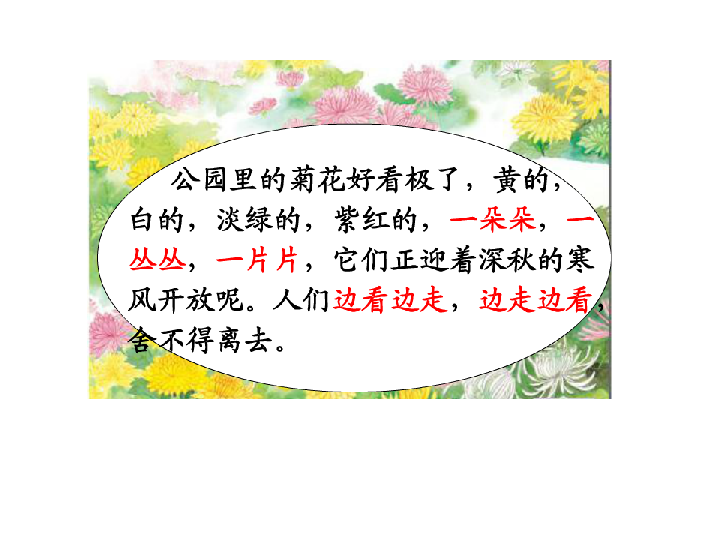 公园里的菊花好看极了，黄的，
白的，淡绿的，紫红的，一朵朵，一
丛丛，一片片，它们正迎着深秋的寒
风开放呢。人们边看边走，边走边看，
舍不得离去。